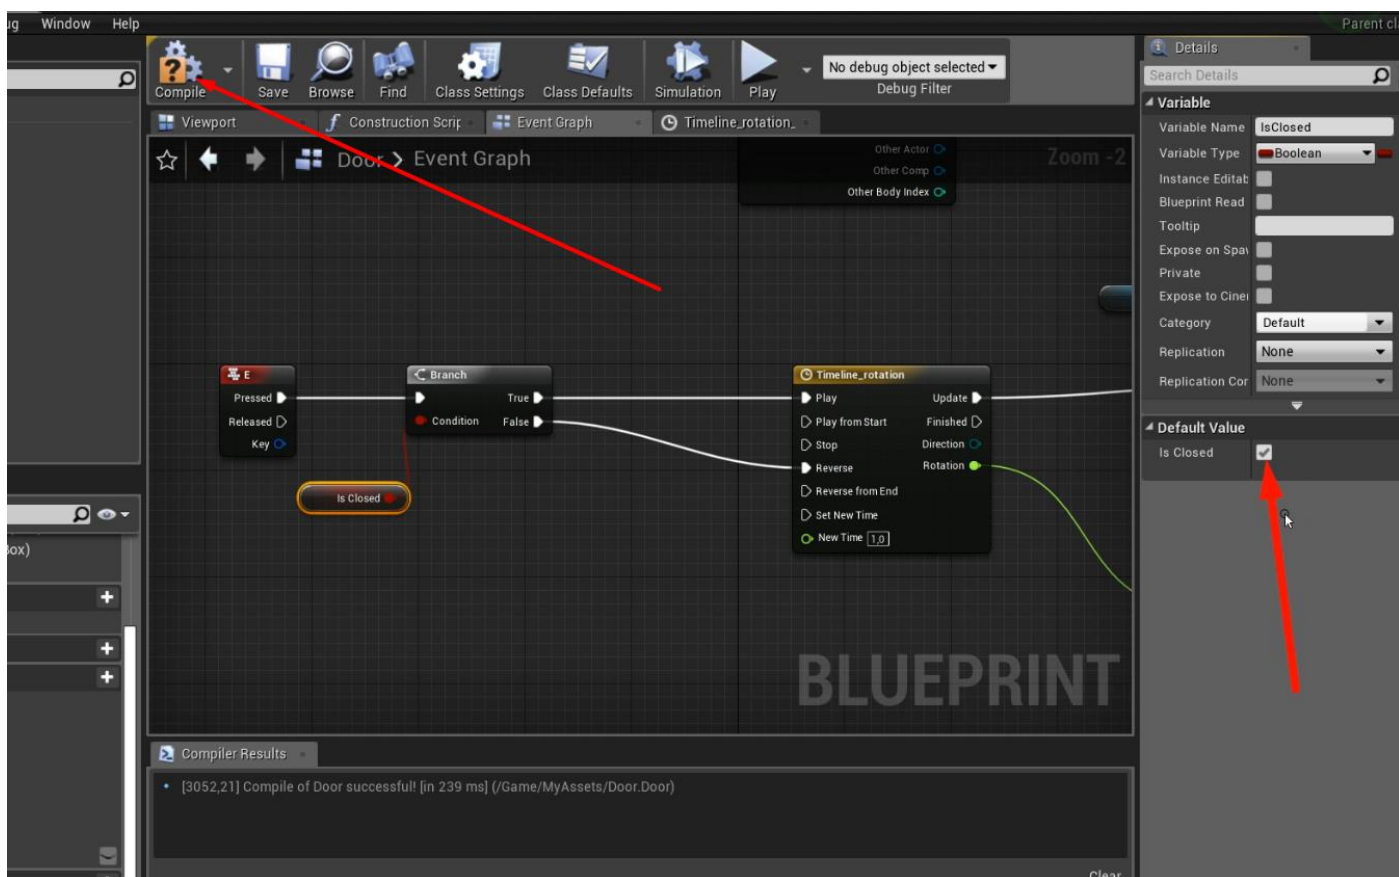 ug Window Help
Parent cl
Compile Save Browse Find Class Settings Class Defaults Simulation Play
No debug object selected
Debug Filter
Viewport Construction Scrip Event Graph Timeline_rotation_
Door > Event Graph
Zoom -2
Other Actor
Other Comp
Other Body Index
E
Pressed
Released
Key
Branch
True
Condition False
Is Closed
Timeline_rotation
Play Update
Play from Start Finished
Stop Direction
Reverse Rotation
Reverse from End
Set New Time
New Time 1,0
BLUEPRINT
Box)
Compiler Results
[3052,21] Compile of Door successful! [in 239 ms] (/Game/MyAssets/Door.Door)
Clear
Details
Search Details
Variable
Variable Name IsClosed
Variable Type Boolean
Instance Editab
Blueprint Read
Tooltip
Expose on Spav
Private
Expose to Ciner
Category Default
Replication None
Replication Cor None
Default Value
Is Closed